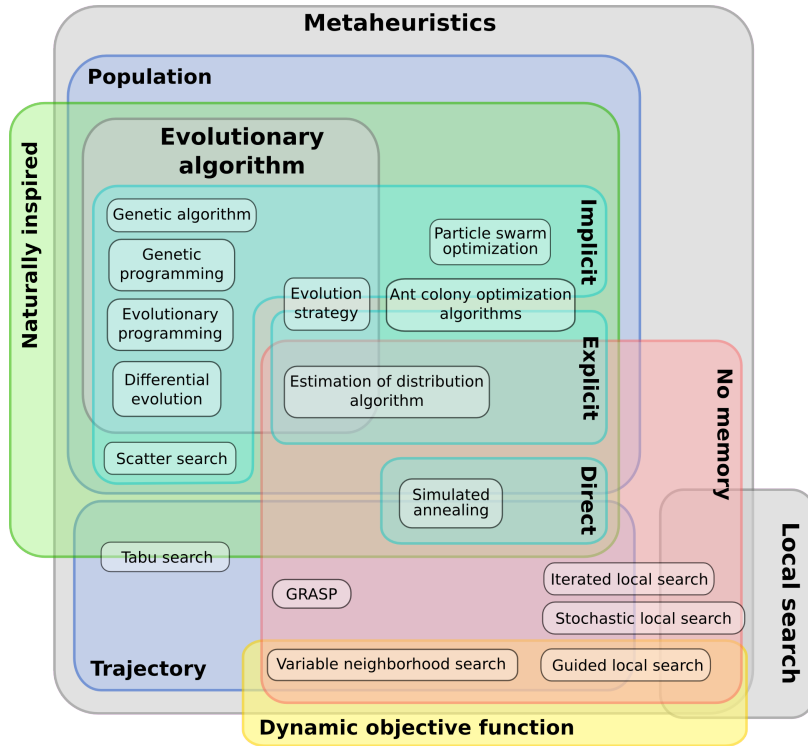 Metaheuristics
Population
Naturally inspired
Evolutionary
algorithm
Implicit
Genetic algorithm
Particle swarm
optimization
Genetic
programming
Evolution
strategy
Ant colony optimization
algorithms
Evolutionary
programming
Explicit
Differential
evolution
Estimation of distribution
algorithm
No memory
Scatter search
Direct
Simulated
annealing
Local search
Tabu search
GRASP
Iterated local search
Stochastic local search
Trajectory
Variable neighborhood search
Guided local search
Dynamic objective function